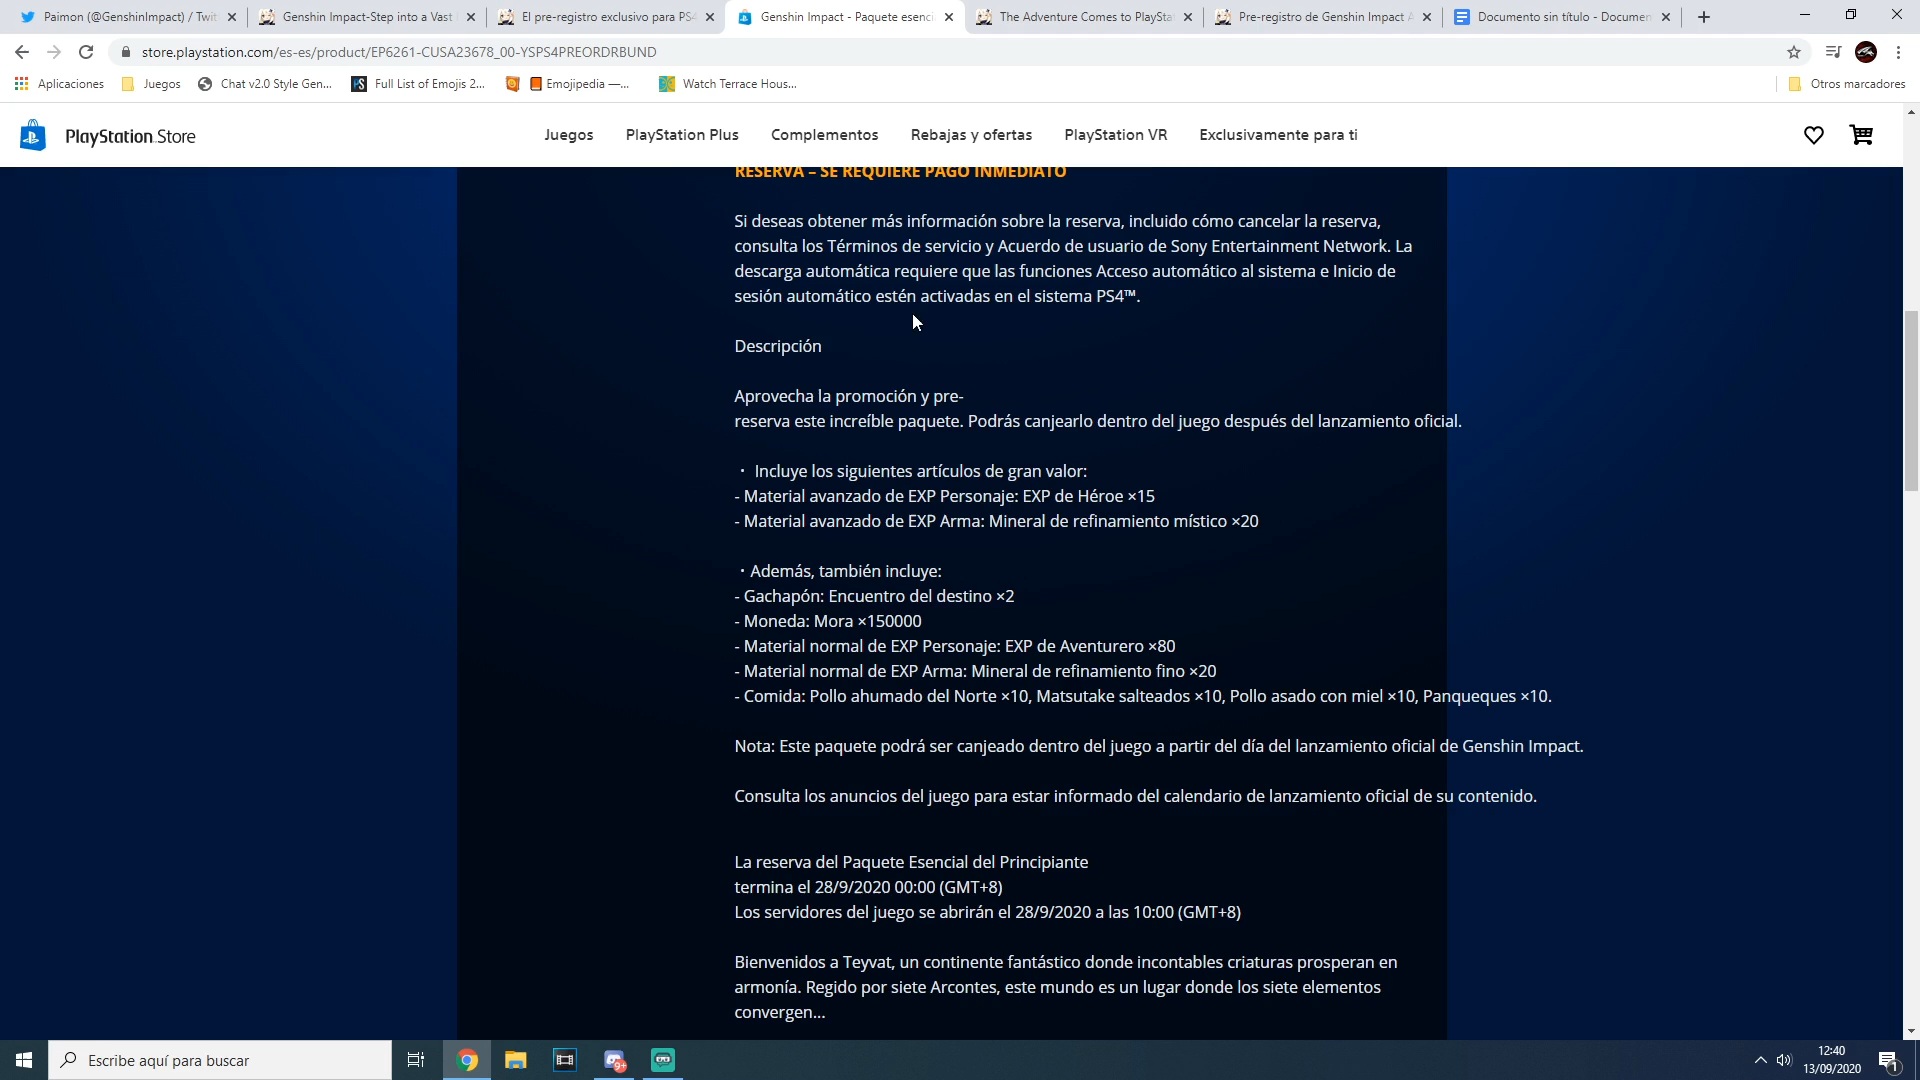 Paimon (@GenshinImpact) / Twit
Genshin Impact-Step into a Vast
El pre-registro exclusivo para PS4
Genshin Impact - Paquete esenci
The Adventure Comes to PlaySta
Pre-registro de Genshin Impact
Documento sin título - Documen
store.playstation.com/es-es/product/EP6261-CUSA23678_00-YSPS4PREORDRBUND
Aplicaciones
Juegos
Chat v2.0 Style Gen...
Full List of Emojis 2...
Emojipedia —...
Watch Terrace Hous...
Otros marcadores
PlayStation Store
Juegos
PlayStation Plus
Complementos
Rebajas y ofertas
PlayStation VR
Exclusivamente para ti
RESERVA – SE REQUIERE PAGO INMEDIATO
Si deseas obtener más información sobre la reserva, incluido cómo cancelar la reserva,
consulta los Términos de servicio y Acuerdo de usuario de Sony Entertainment Network. La
descarga automática requiere que las funciones Acceso automático al sistema e Inicio de
sesión automático estén activadas en el sistema PS4™.
Descripción
Aprovecha la promoción y pre-
reserva este increíble paquete. Podrás canjearlo dentro del juego después del lanzamiento oficial.
・ Incluye los siguientes artículos de gran valor:
- Material avanzado de EXP Personaje: EXP de Héroe ×15
- Material avanzado de EXP Arma: Mineral de refinamiento místico ×20
・Además, también incluye:
- Gachapón: Encuentro del destino ×2
- Moneda: Mora ×150000
- Material normal de EXP Personaje: EXP de Aventurero ×80
- Material normal de EXP Arma: Mineral de refinamiento fino ×20
- Comida: Pollo ahumado del Norte ×10, Matsutake salteados ×10, Pollo asado con miel ×10, Panqueques ×10.
Nota: Este paquete podrá ser canjeado dentro del juego a partir del día del lanzamiento oficial de Genshin Impact.
Consulta los anuncios del juego para estar informado del calendario de lanzamiento oficial de su contenido.
La reserva del Paquete Esencial del Principiante
termina el 28/9/2020 00:00 (GMT+8)
Los servidores del juego se abrirán el 28/9/2020 a las 10:00 (GMT+8)
Bienvenidos a Teyvat, un continente fantástico donde incontables criaturas prosperan en
armonía. Regido por siete Arcontes, este mundo es un lugar donde los siete elementos
convergen...
Escribe aquí para buscar
9+
12:40
13/09/2020
1